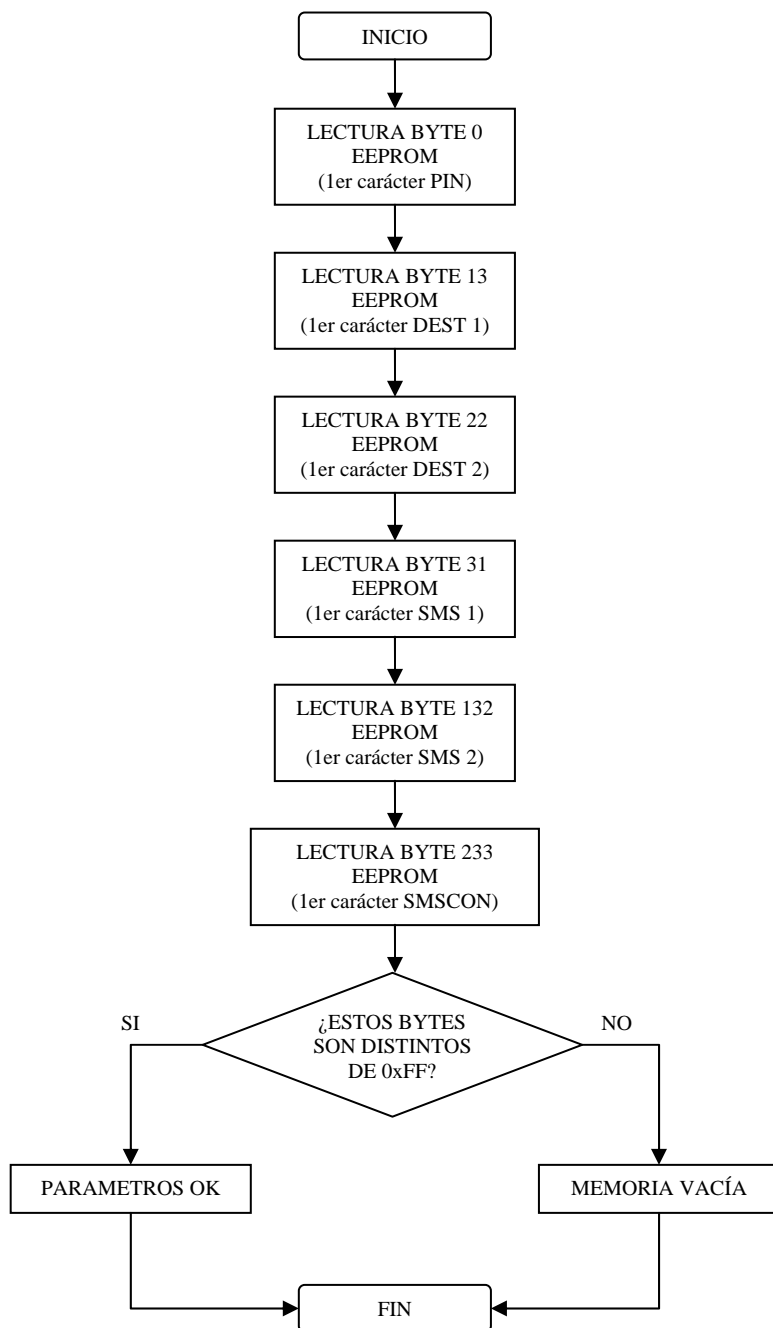 INICIO
LECTURA BYTE 0
EEPROM
(1er carácter PIN)
LECTURA BYTE 13
EEPROM
(1er carácter DEST 1)
LECTURA BYTE 22
EEPROM
(1er carácter DEST 2)
LECTURA BYTE 31
EEPROM
(1er carácter SMS 1)
LECTURA BYTE 132
EEPROM
(1er carácter SMS 2)
LECTURA BYTE 233
EEPROM
(1er carácter SMSCON)
SI
¿ESTOS BYTES
SON DISTINTOS
DE 0xFF?
NO
PARAMETROS OK
MEMORIA VACÍA
FIN